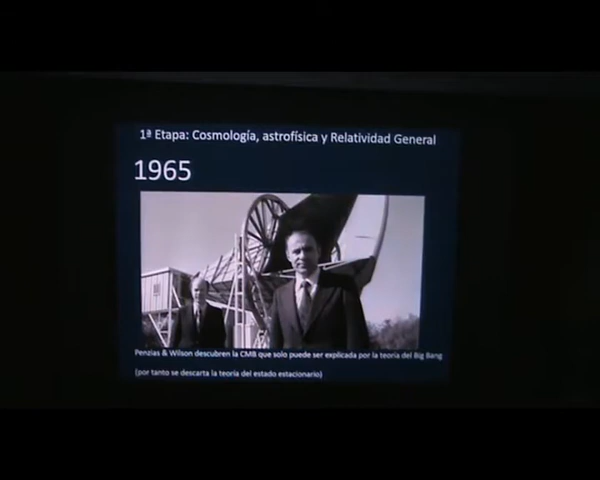 1ª Etapa: Cosmología, astrofísica y Relatividad General
1965
Penzias & Wilson descubren la CMB que solo puede ser explicada por la teoría del Big Bang
(por tanto se descarta la teoría del estado estacionario)